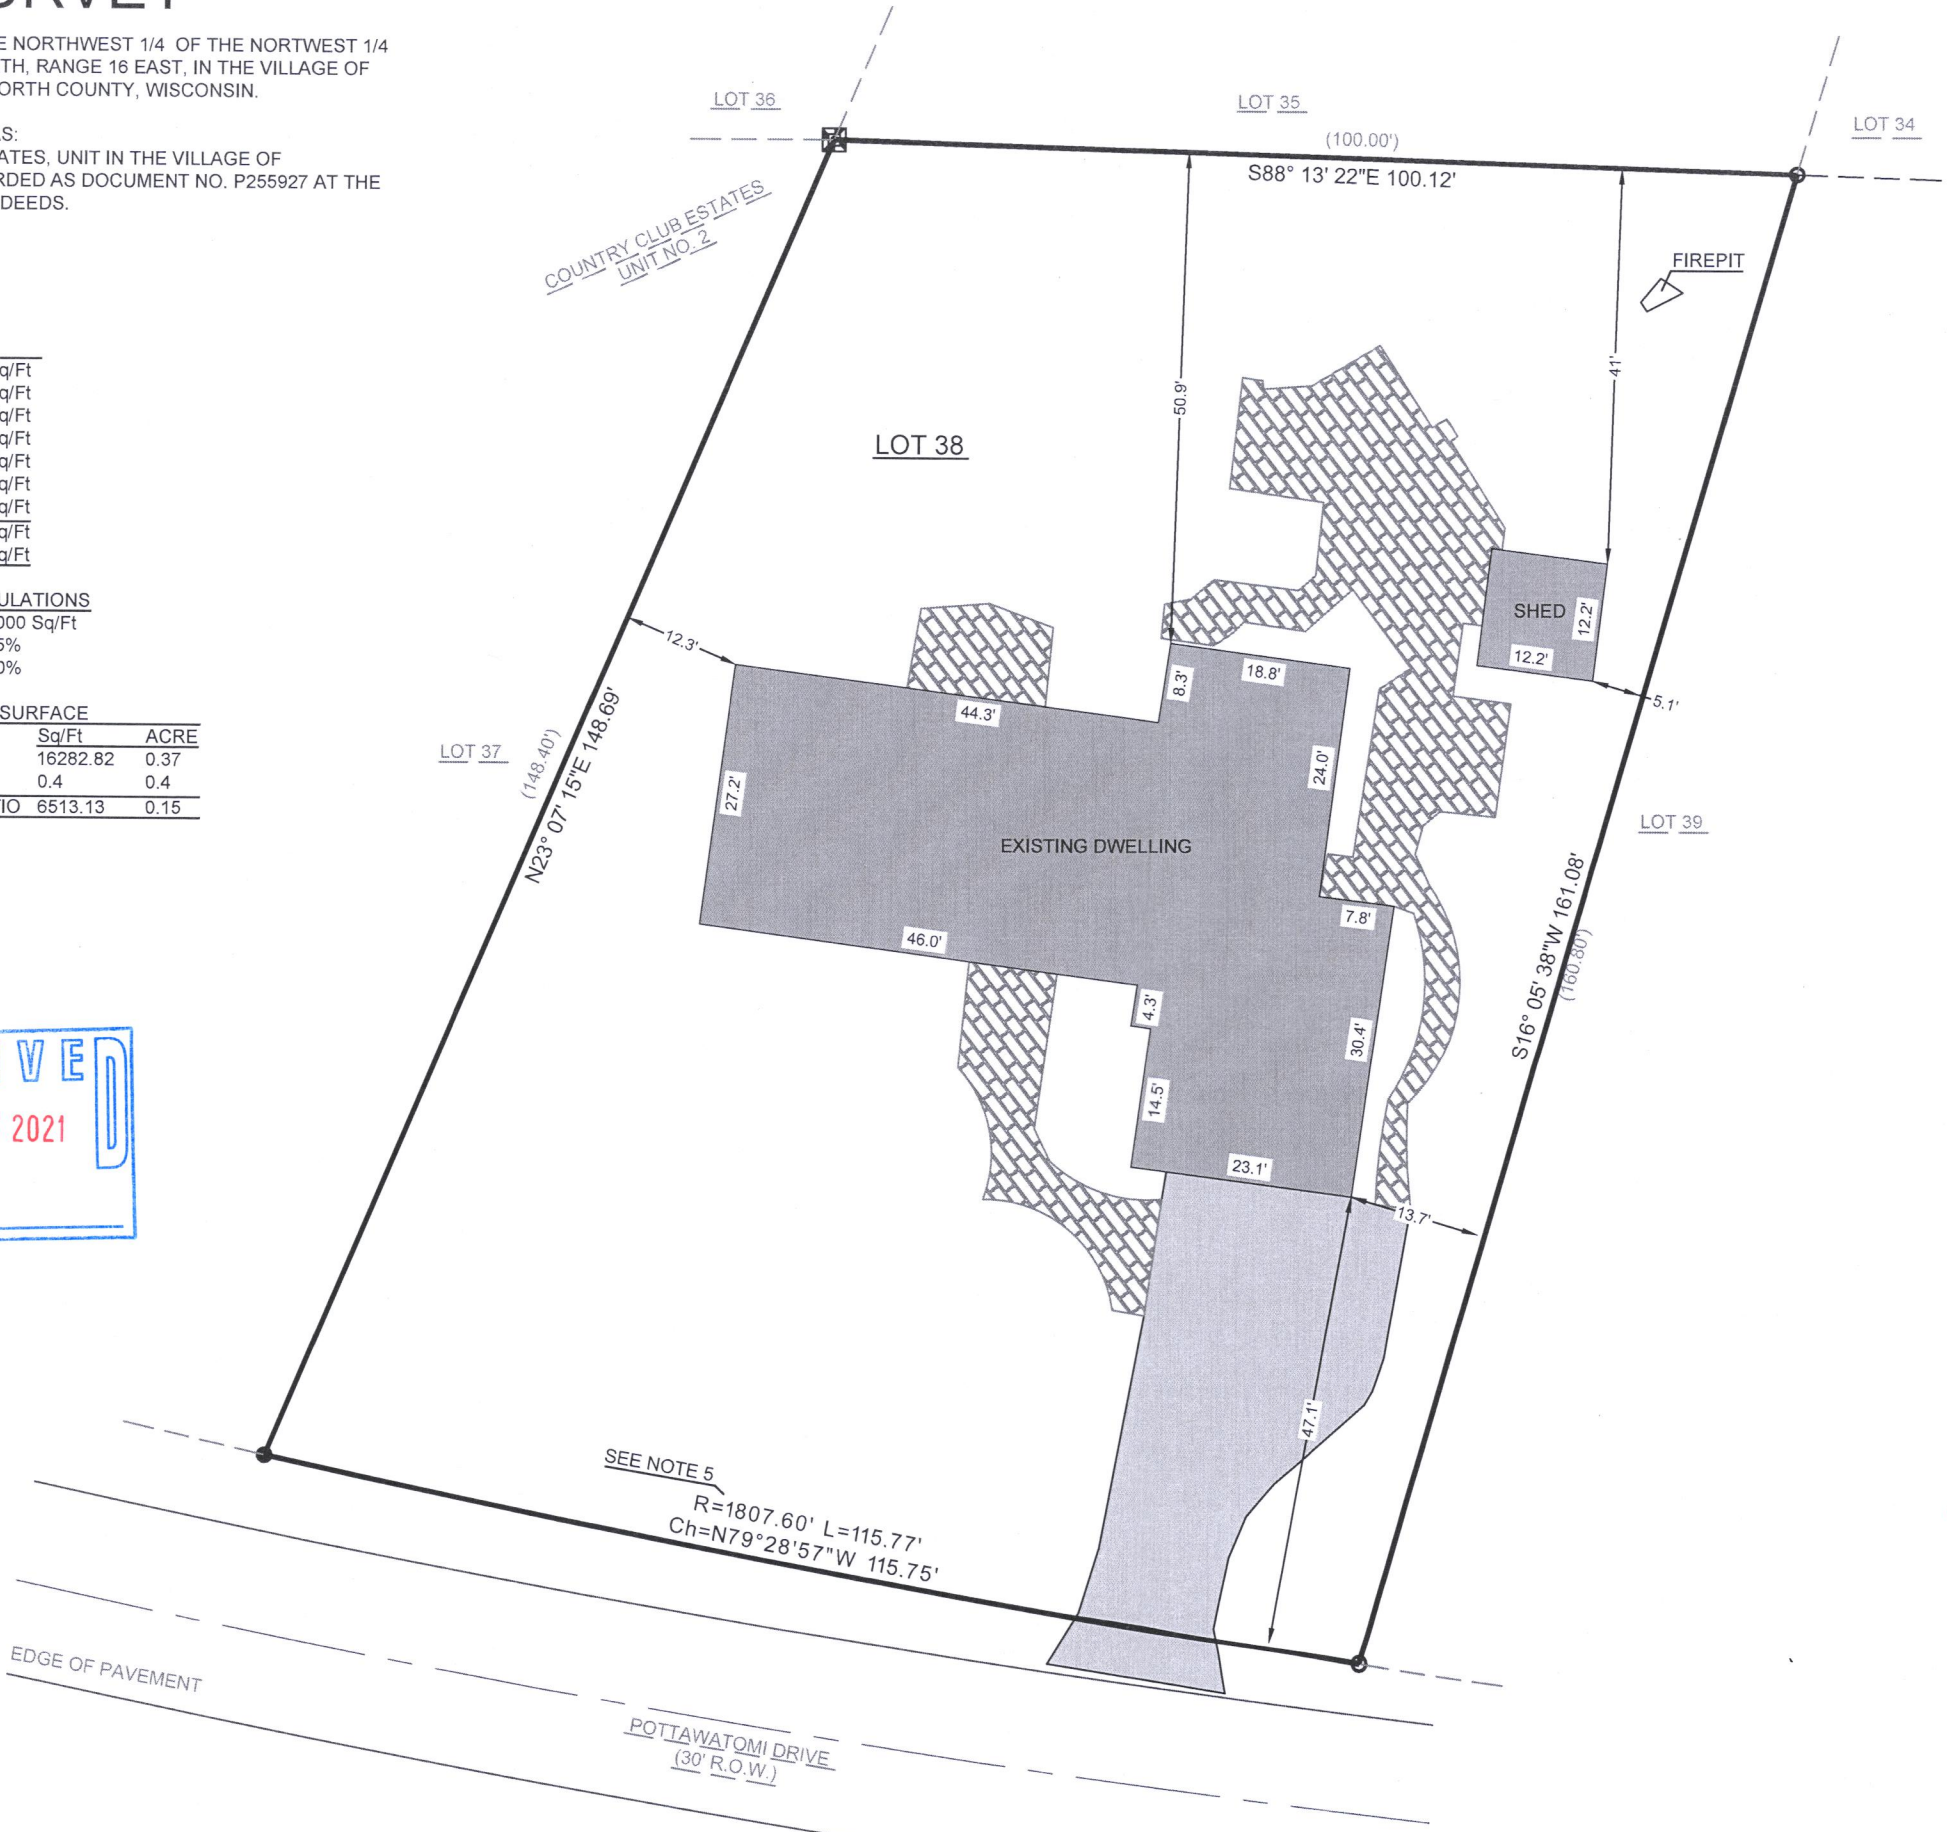 E NORTHWEST 1/4 OF THE NORTWEST 1/4
TH, RANGE 16 EAST, IN THE VILLAGE OF
ORTH COUNTY, WISCONSIN.
AS:
ATES, UNIT IN THE VILLAGE OF
RDED AS DOCUMENT NO. P255927 AT THE
DEEDS.
q/Ft
q/Ft
q/Ft
q/Ft
q/Ft
q/Ft
q/Ft
q/Ft
q/Ft
ULATIONS
000 Sq/Ft
5%
0%
SURFACE
Sq/Ft ACRE
16282.82 0.37
0.4 0.4
IO 6513.13 0.15
VED
2021
LOT 36
LOT 35
(100.00')
S88° 13' 22"E 100.12'
LOT 34
COUNTRY CLUB ESTATES
UNIT NO. 2
FIREPIT
50.9'
41'
LOT 38
SHED
12.2'
12.2'
5.1'
12.3'
18.8'
8.3'
44.3'
24.0'
27.2'
LOT 37
(148.40')
N23° 07' 15"E 148.69'
EXISTING DWELLING
LOT 39
7.8'
46.0'
4.3'
30.4'
14.5'
S16° 05' 38"W 161.08'
(160.80')
23.1'
13.7'
47.1'
SEE NOTE 5
R=1807.60' L=115.77'
Ch=N79°28'57"W 115.75'
EDGE OF PAVEMENT
POTTAWATOMI DRIVE
(30' R.O.W.)